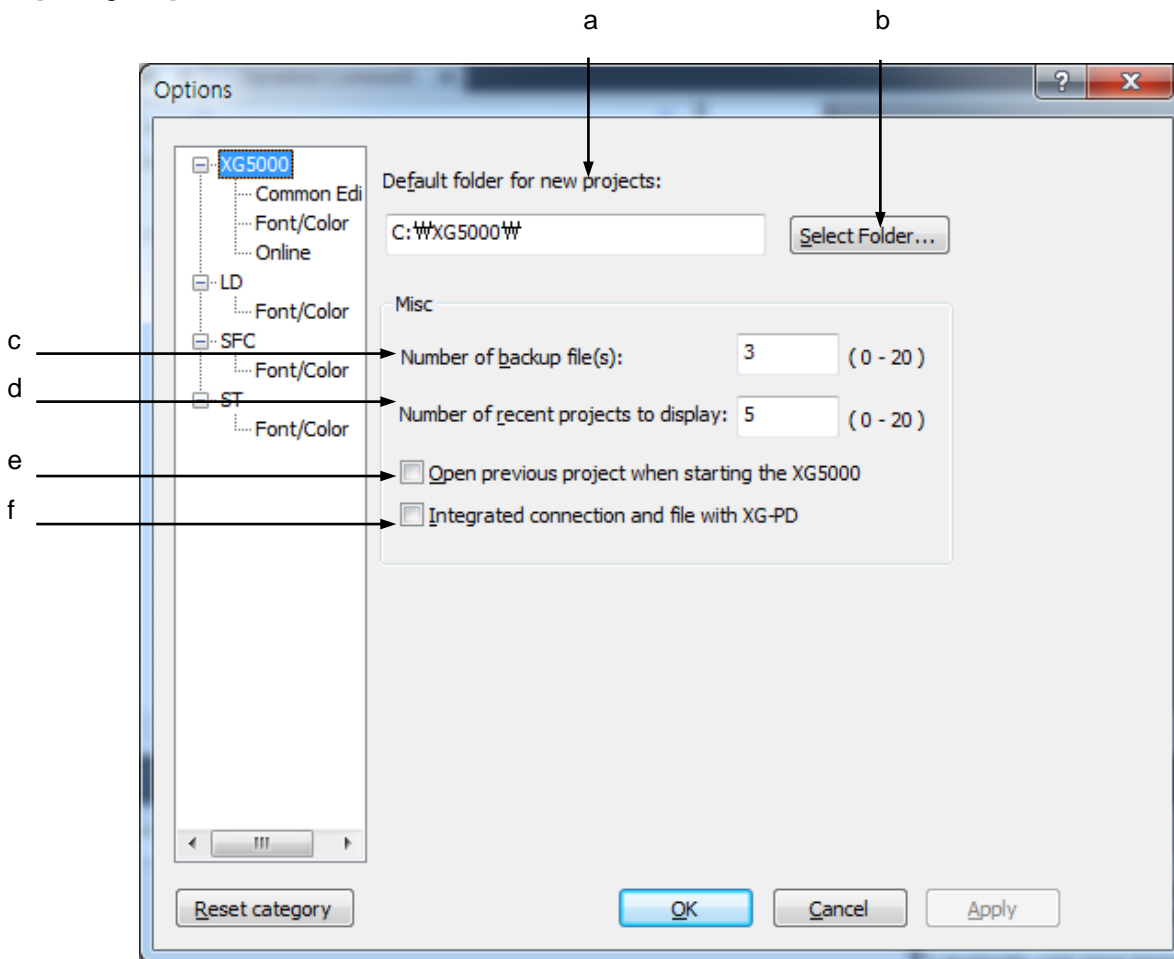 a b
Options
XG5000
Common Edi
Font/Color
Online
LD
Font/Color
SFC
Font/Color
ST
Font/Color
Default folder for new projects:
C:₩XG5000₩
Select Folder...
Misc
c
Number of backup file(s): 3 ( 0 - 20 )
d
Number of recent projects to display: 5 ( 0 - 20 )
e
Open previous project when starting the XG5000
f
Integrated connection and file with XG-PD
Reset category
OK
Cancel
Apply